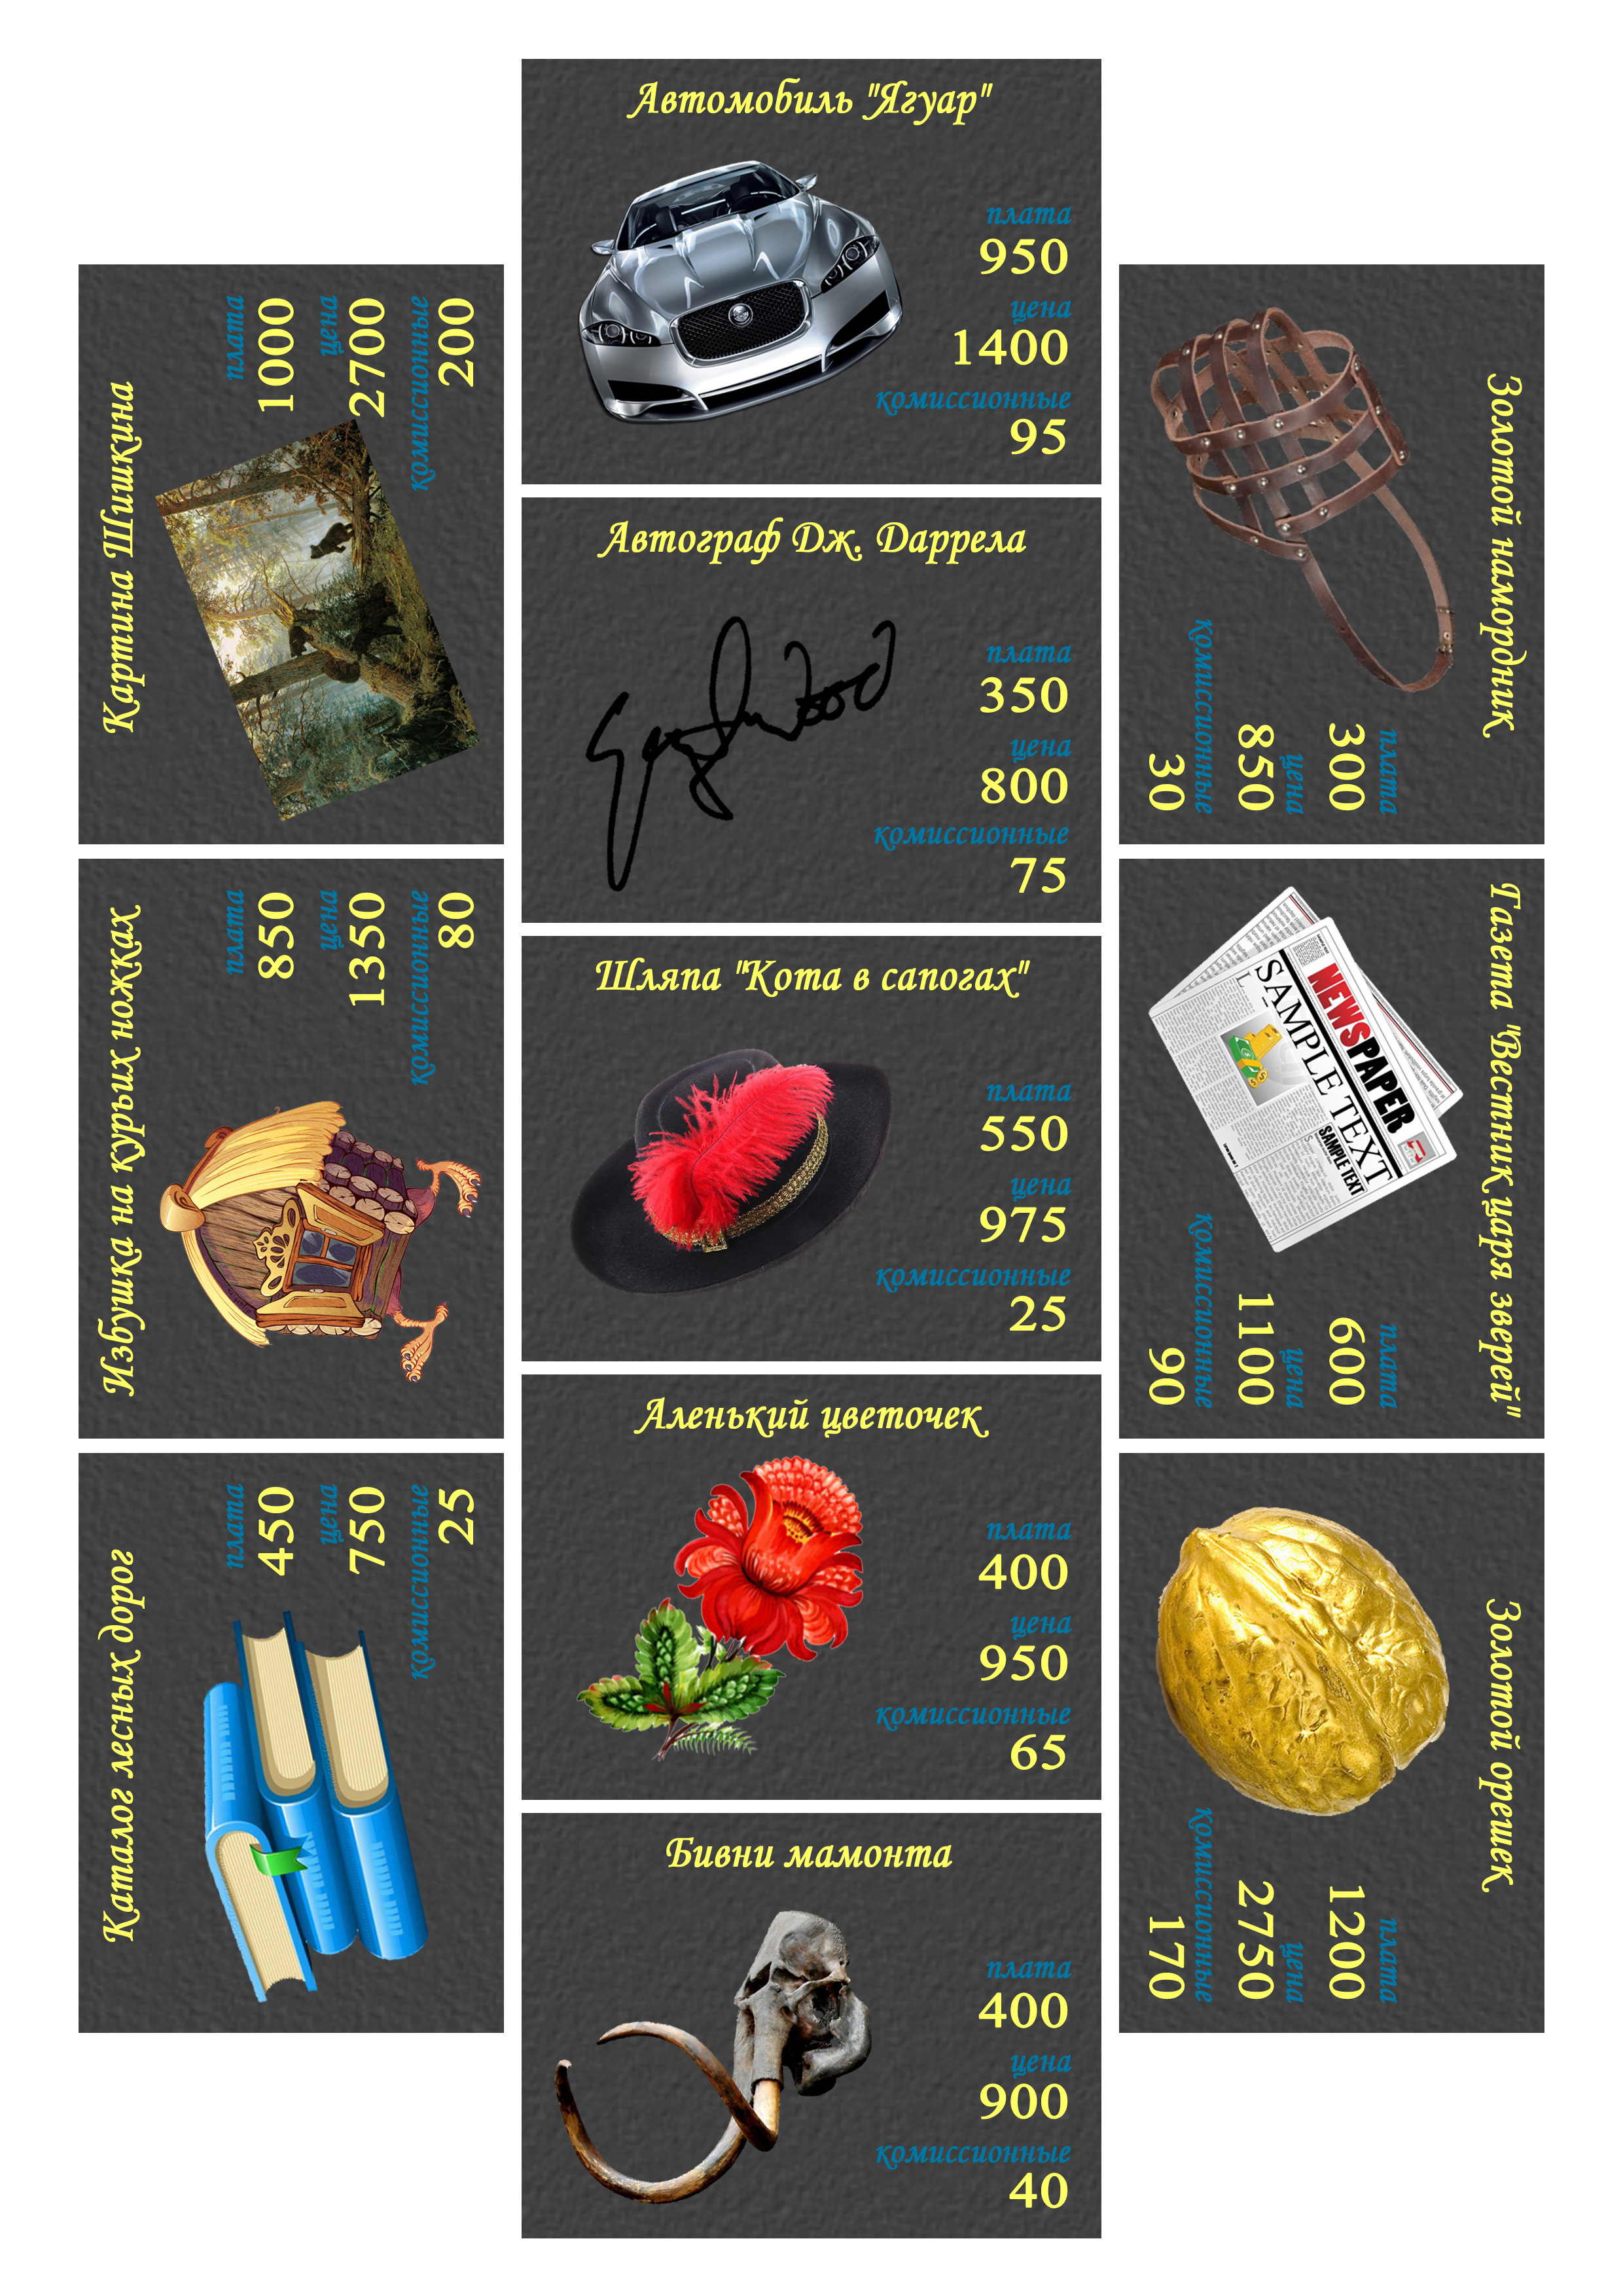 Автомобиль "Ягуар"
плата
950
цена
1400
комиссионные
95
Картина Шишкина
плата
1000
цена
2700
комиссионные
200
Золотой намордник
плата
300
цена
850
комиссионные
30
Автограф Дж. Даррела
плата
350
цена
800
комиссионные
75
Избушка на курьих ножках
плата
850
цена
1350
комиссионные
80
Шляпа "Кота в сапогах"
плата
550
цена
975
комиссионные
25
Газета "Вестник царя зверей"
NEWSPAPER
SAMPLE TEXT
SAMPLE TEXT
плата
600
цена
1100
комиссионные
90
Аленький цветочек
плата
400
цена
950
комиссионные
65
Каталог лесных дорог
плата
450
цена
750
комиссионные
25
Золотой орешек
плата
1200
цена
2750
комиссионные
170
Бивни мамонта
плата
400
цена
900
комиссионные
40